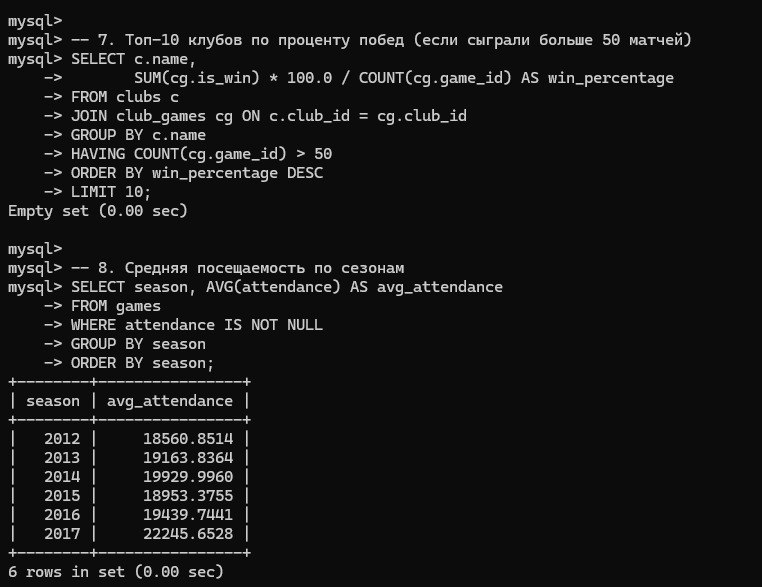 mysql>
mysql> -- 7. Топ-10 клубов по проценту побед (если сыграли больше 50 матчей)
mysql> SELECT c.name,
    ->        SUM(cg.is_win) * 100.0 / COUNT(cg.game_id) AS win_percentage
    -> FROM clubs c
    -> JOIN club_games cg ON c.club_id = cg.club_id
    -> GROUP BY c.name
    -> HAVING COUNT(cg.game_id) > 50
    -> ORDER BY win_percentage DESC
    -> LIMIT 10;
Empty set (0.00 sec)

mysql>
mysql> -- 8. Средняя посещаемость по сезонам
mysql> SELECT season, AVG(attendance) AS avg_attendance
    -> FROM games
    -> WHERE attendance IS NOT NULL
    -> GROUP BY season
    -> ORDER BY season;
+--------+----------------+
| season | avg_attendance |
+--------+----------------+
|   2012 |     18560.8514 |
|   2013 |     19163.8364 |
|   2014 |     19929.9960 |
|   2015 |     18953.3755 |
|   2016 |     19439.7441 |
|   2017 |     22245.6528 |
+--------+----------------+
6 rows in set (0.00 sec)